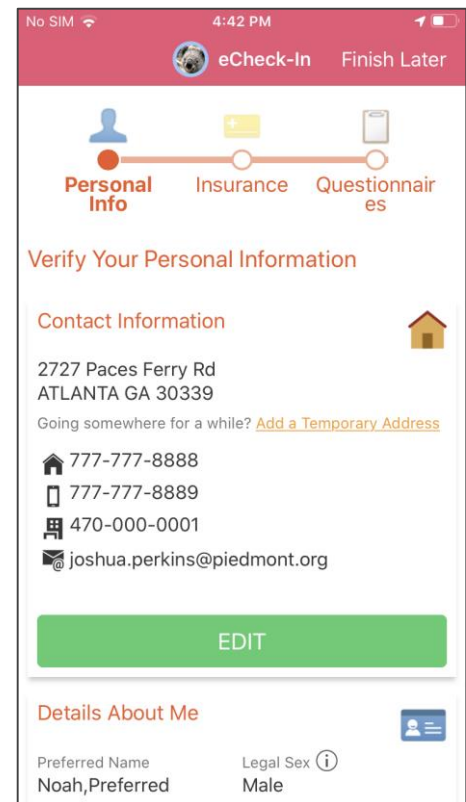 No SIM 4:42 PM
eCheck-In Finish Later
Personal Info Insurance Questionnair
es
Verify Your Personal Information
Contact Information
2727 Paces Ferry Rd
ATLANTA GA 30339
Going somewhere for a while? Add a Temporary Address
777-777-8888
777-777-8889
470-000-0001
joshua.perkins@piedmont.org
EDIT
Details About Me
Preferred Name Legal Sex i
Noah,Preferred Male